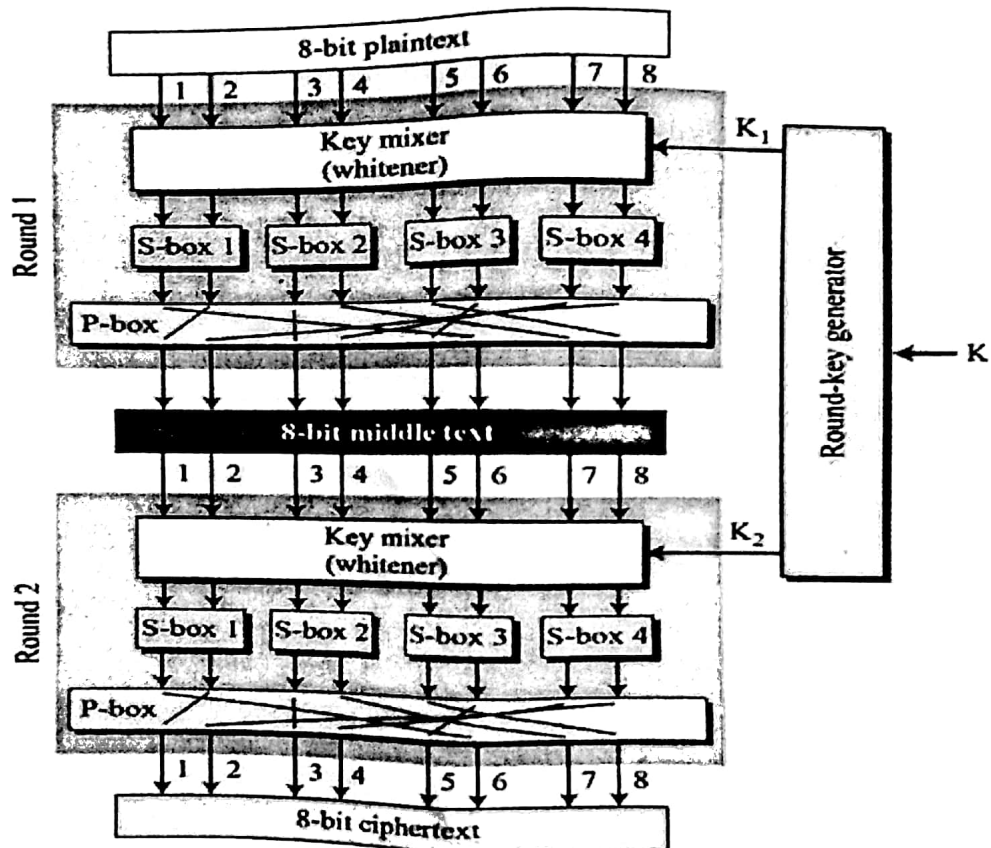 8-bit plaintext
1 2 3 4 5 6 7 8
Key mixer
(whitener)
K1
Round 1
S-box 1 S-box 2 S-box 3 S-box 4
P-box
Round-key generator
K
8-bit middle text
1 2 3 4 5 6 7 8
Key mixer
(whitener)
K2
Round 2
S-box 1 S-box 2 S-box 3 S-box 4
P-box
1 2 3 4 5 6 7 8
8-bit ciphertext